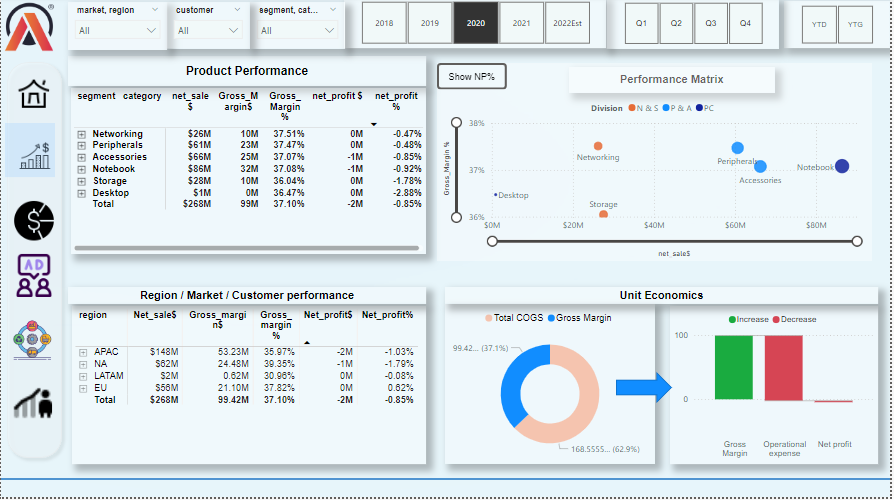 market, region customer segment, cat...
All All All
2018 2019 2020 2021 2022Est
Q1 Q2 Q3 Q4
YTD YTG
Product Performance
segment category net_sale Gross_M Gross_ net_profit $ net_profit
$ argin$ Margin %
%
Networking $26M 10M 37.51% 0M -0.47%
Peripherals $61M 23M 37.47% 0M -0.48%
Accessories $66M 25M 37.07% -1M -0.85%
Notebook $86M 32M 37.08% -1M -0.92%
Storage $28M 10M 36.04% 0M -1.78%
Desktop $1M 0M 36.47% 0M -2.88%
Total $268M 99M 37.10% -2M -0.85%
Show NP%
Performance Matrix
Division N & S P & A PC
Gross_Margin %
38%
37%
36%
Networking
Peripherals
Accessories
Notebook
Desktop
Storage
$0M $20M $40M $60M $80M
net_sale$
AD
Region / Market / Customer performance
region Net_sale$ Gross_margi Gross_ Net_profit$ Net_profit%
n$ margin
%
APAC $148M 53.23M 35.97% -2M -1.03%
NA $62M 24.48M 39.35% -1M -1.79%
LATAM $2M 0.62M 30.96% 0M -0.08%
EU $56M 21.10M 37.82% 0M 0.62%
Total $268M 99.42M 37.10% -2M -0.85%
Unit Economics
Total COGS Gross Margin
99.42... (37.1%)
168.5555... (62.9%)
Increase Decrease
100
0
Gross Operational Net profit
Margin expense